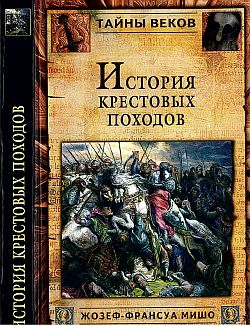 ТАЙНЫ ВЕКОВ
ИСТОРИЯ
КРЕСТОВЫХ
ПОХОДОВ
ЖОЗЕФ-ФРАНСУА МИШО
ИСТОРИЯ КРЕСТОВЫХ ПОХОДОВ